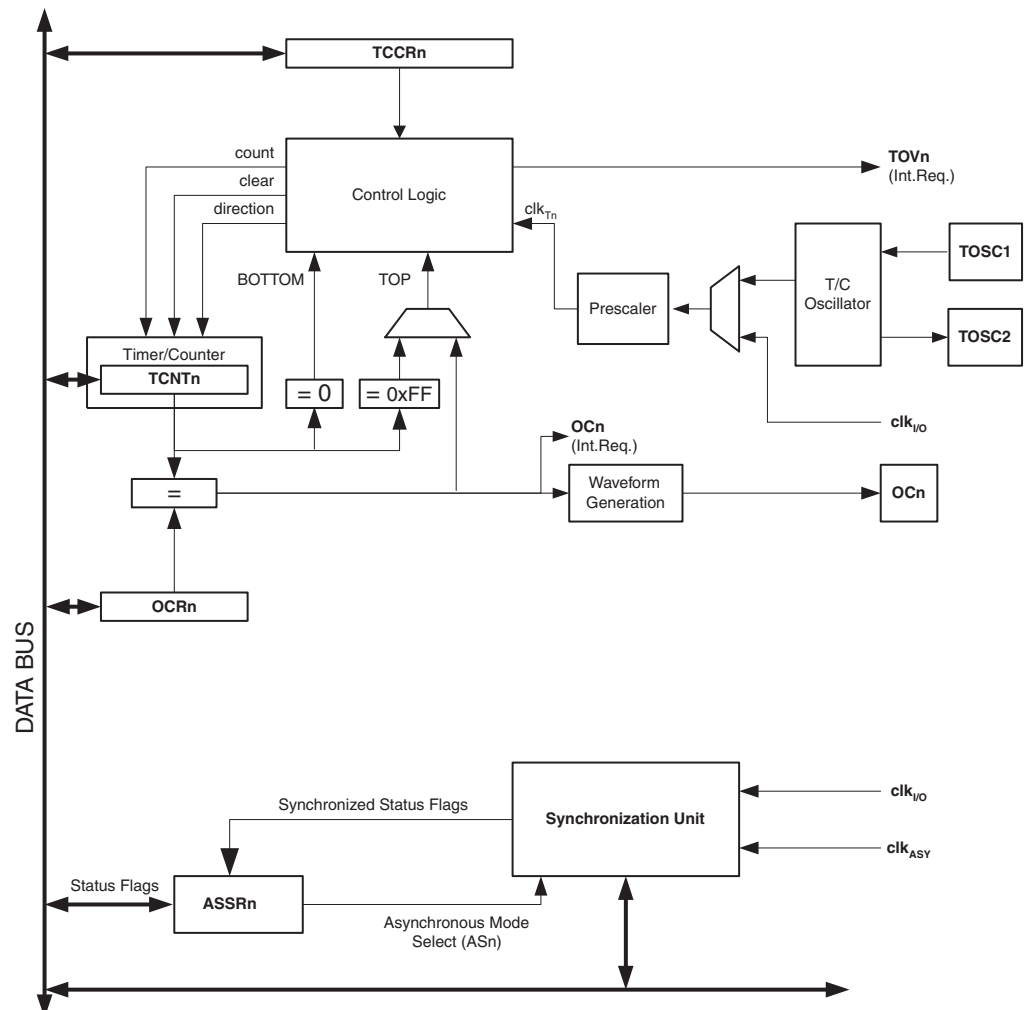 TCCRn
count
clear
direction
Control Logic
TOVn
(Int.Req.)
clkTn
BOTTOM
TOP
TOSC1
T/C
Oscillator
Prescaler
TOSC2
Timer/Counter
TCNTn
= 0
= 0xFF
clkI/O
OCn
(Int.Req.)
=
Waveform
Generation
OCn
OCRn
DATA BUS
clkI/O
Synchronized Status Flags
Synchronization Unit
clkASY
Status Flags
ASSRn
Asynchronous Mode
Select (ASn)